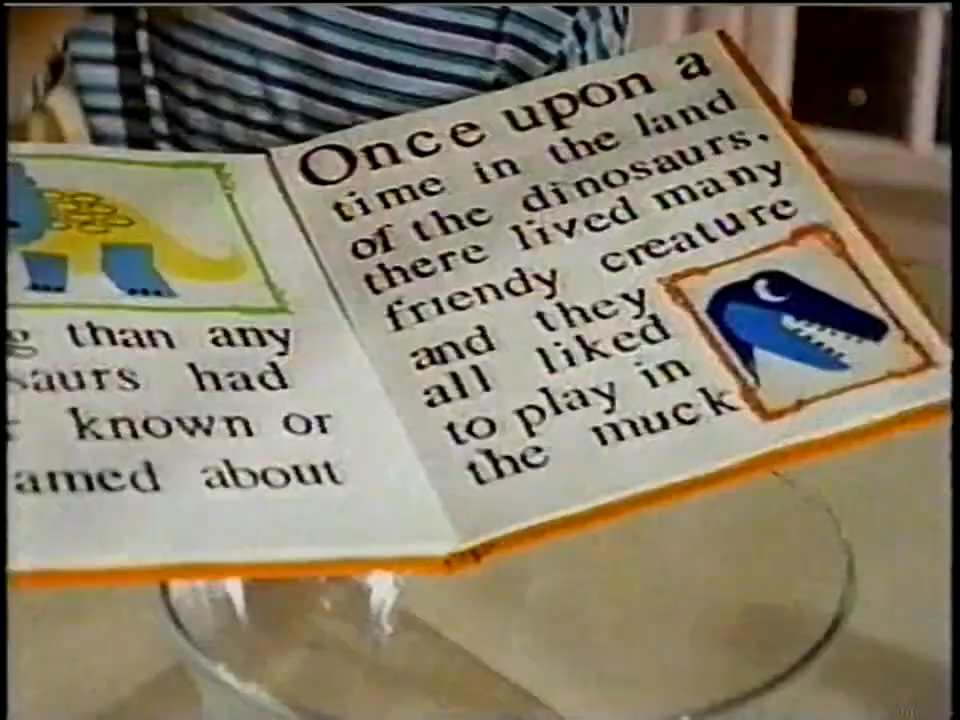 than any
saurs had
known or
amed about
Once upon a
time in the land
of the dinosaurs.
there lived many
friendy creature
and they
all liked
to play in
the muck